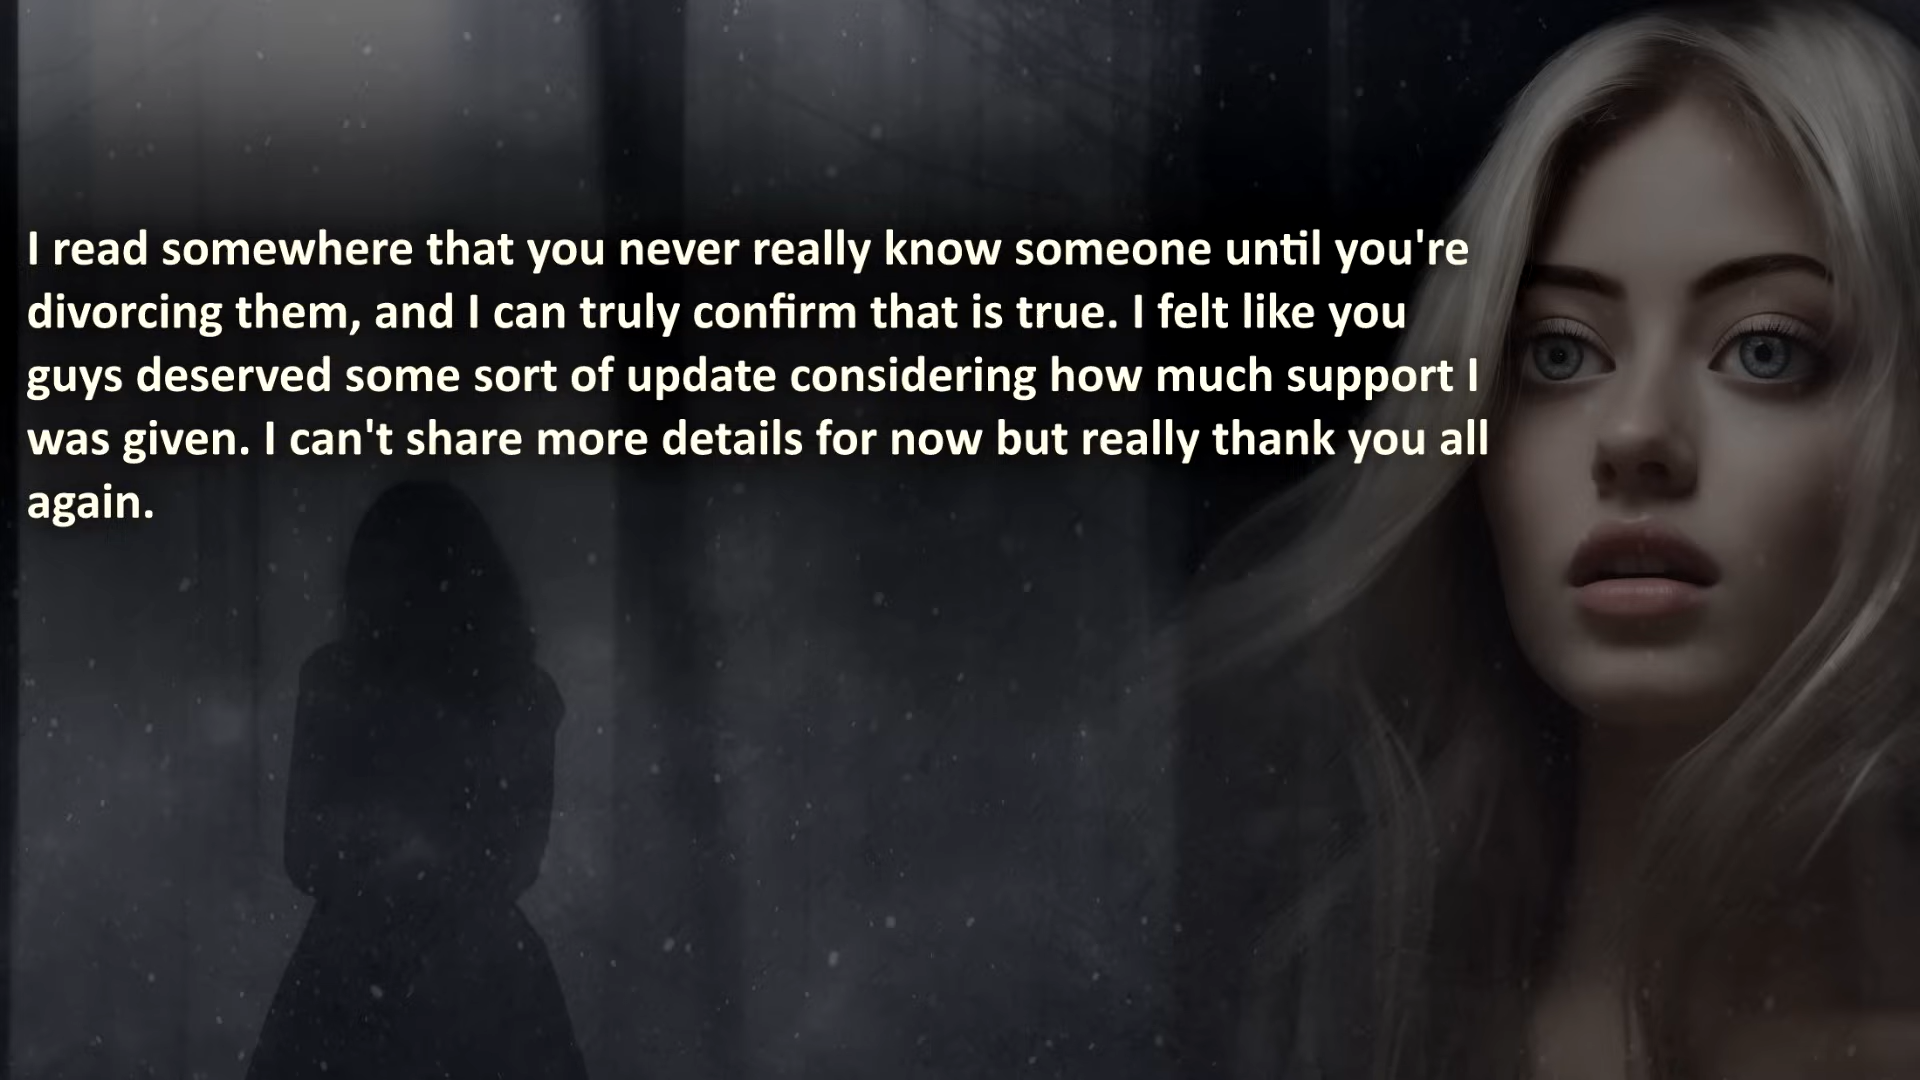 I read somewhere that you never really know someone until you're
divorcing them, and I can truly confirm that is true. I felt like you
guys deserved some sort of update considering how much support I
was given. I can't share more details for now but really thank you all
again.